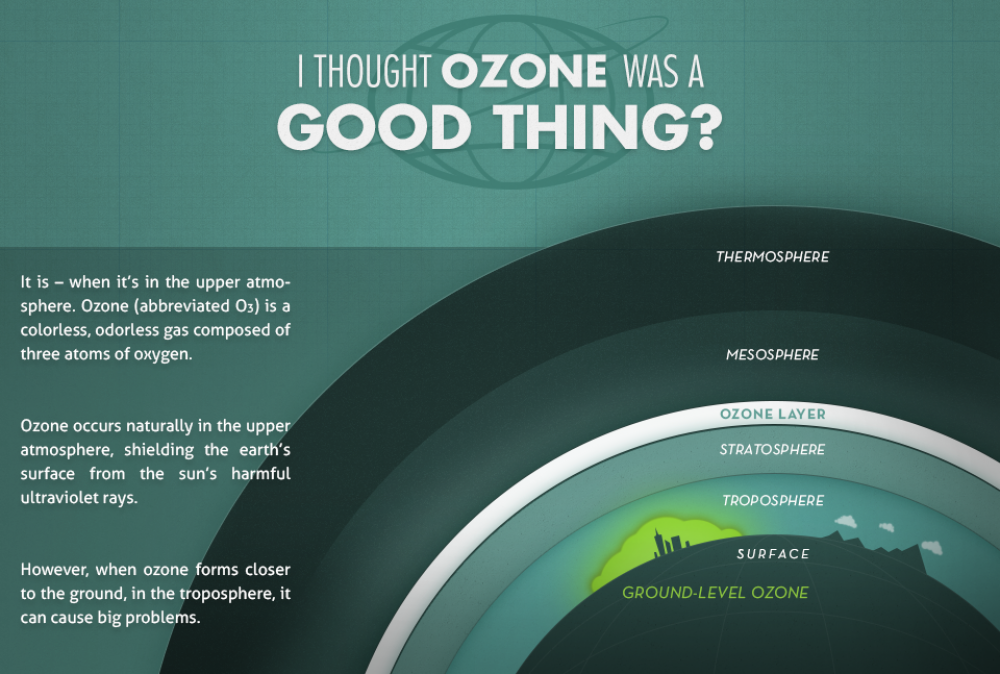 I THOUGHT OZONE WAS A
GOOD THING?
It is – when it's in the upper atmo-
sphere. Ozone (abbreviated O₃) is a
colorless, odorless gas composed of
three atoms of oxygen.
Ozone occurs naturally in the upper
atmosphere, shielding the earth's
surface from the sun's harmful
ultraviolet rays.
However, when ozone forms closer
to the ground, in the troposphere, it
can cause big problems.
THERMOSPHERE
MESOSPHERE
OZONE LAYER
STRATOSPHERE
TROPOSPHERE
SURFACE
GROUND-LEVEL OZONE